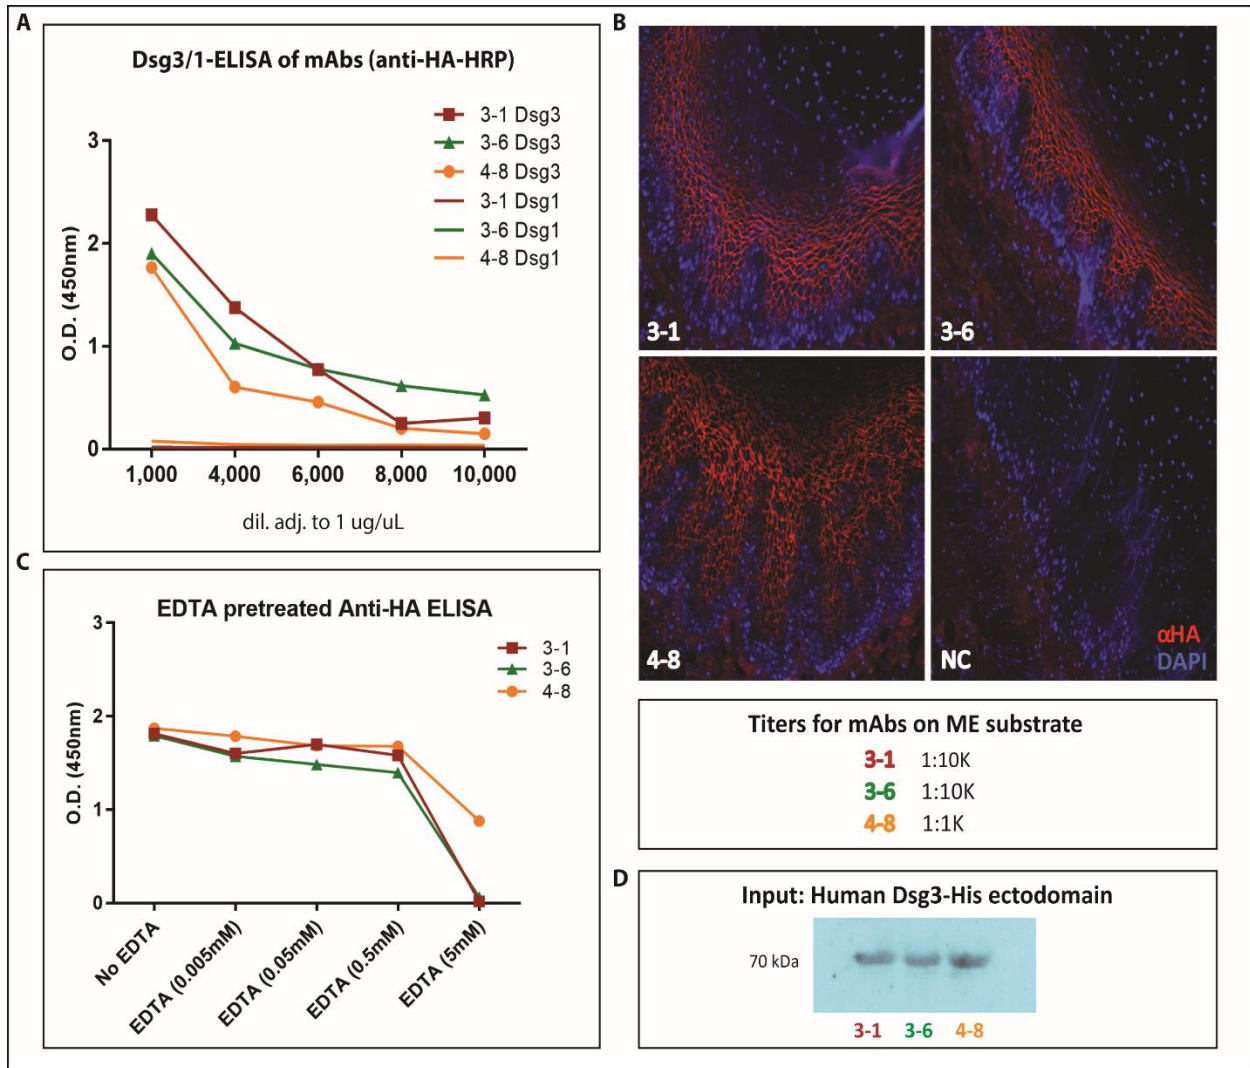 A
Dsg3/1-ELISA of mAbs (anti-HA-HRP)
3-1 Dsg3
3-6 Dsg3
4-8 Dsg3
3-1 Dsg1
3-6 Dsg1
4-8 Dsg1
O.D. (450nm)
3
2
1
0
1,000 4,000 6,000 8,000 10,000
dil. adj. to 1 ug/uL
B
3-1
3-6
4-8
NC
αHA
DAPI
Titers for mAbs on ME substrate
3-1 1:10K
3-6 1:10K
4-8 1:1K
C
EDTA pretreated Anti-HA ELISA
3-1
3-6
4-8
O.D. (450nm)
3
2
1
0
No EDTA
EDTA (0.005mM)
EDTA (0.05mM)
EDTA (0.5mM)
EDTA (5mM)
D
Input: Human Dsg3-His ectodomain
70 kDa
3-1 3-6 4-8